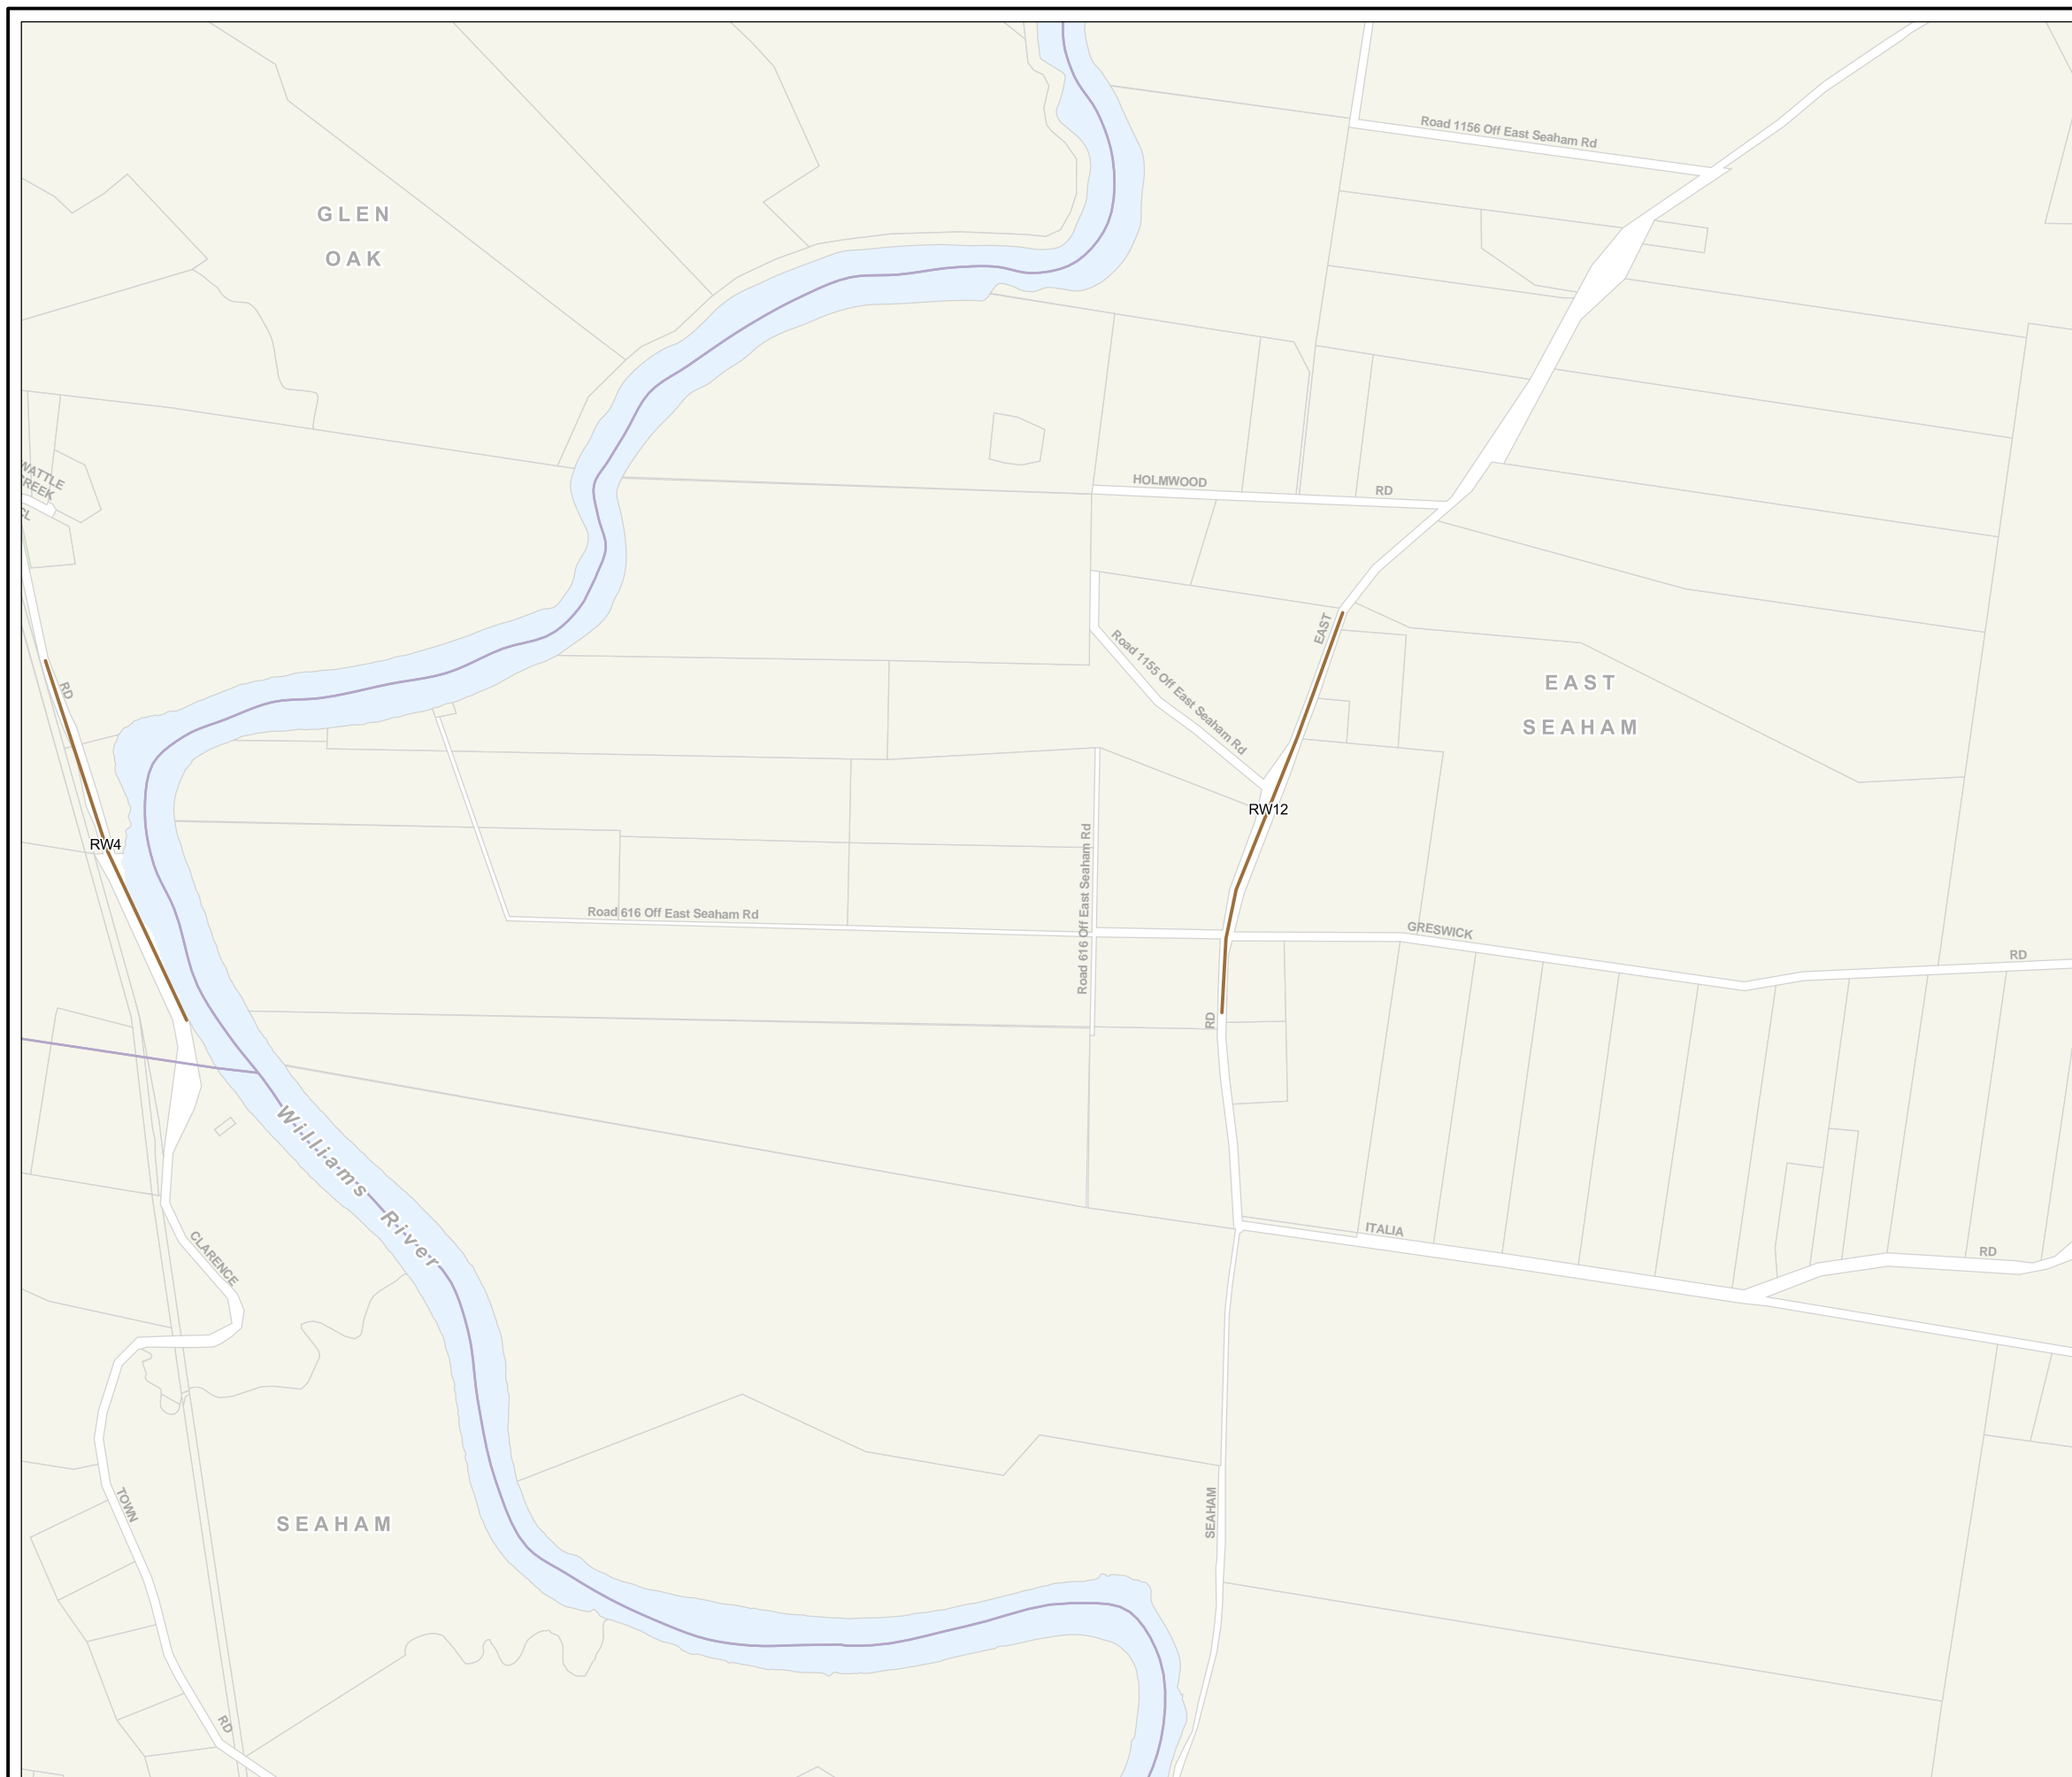 Road 1156 Off East Seaham Rd
GLEN
OAK
WATTLE
CREEK
CL
HOLMWOOD
RD
EAST
Road 1155 Off East Seaham Rd
RD
EAST
SEAHAM
RW12
RW4
Road 616 Off East Seaham Rd
Road 616 Off East Seaham Rd
GRESWICK
RD
RD
Williams
River
ITALIA
RD
CLARENCE
TOWN
SEAHAM
SEAHAM
RD